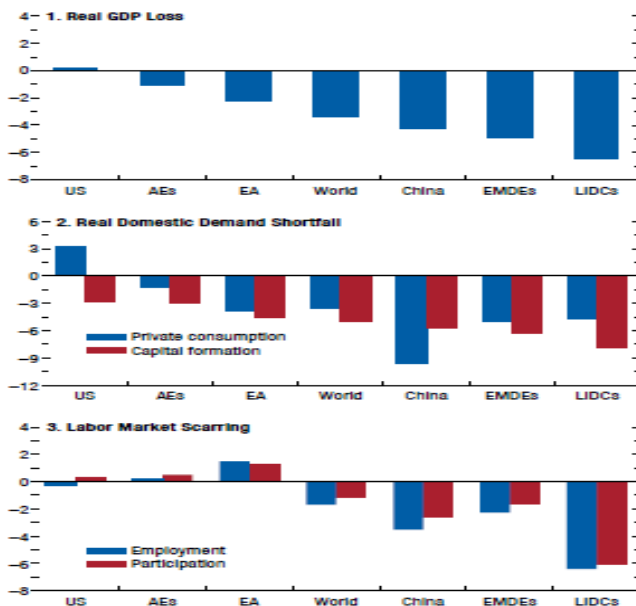 1. Real GDP Loss
4
2
0
−2
−4
−6
−8
US AEs EA World China EMDEs LIDCs
2. Real Domestic Demand Shortfall
6
3
0
−3
−6
−9
−12
Private consumption
Capital formation
US AEs EA World China EMDEs LIDCs
3. Labor Market Scarring
4
2
0
−2
−4
−6
−8
Employment
Participation
US AEs EA World China EMDEs LIDCs